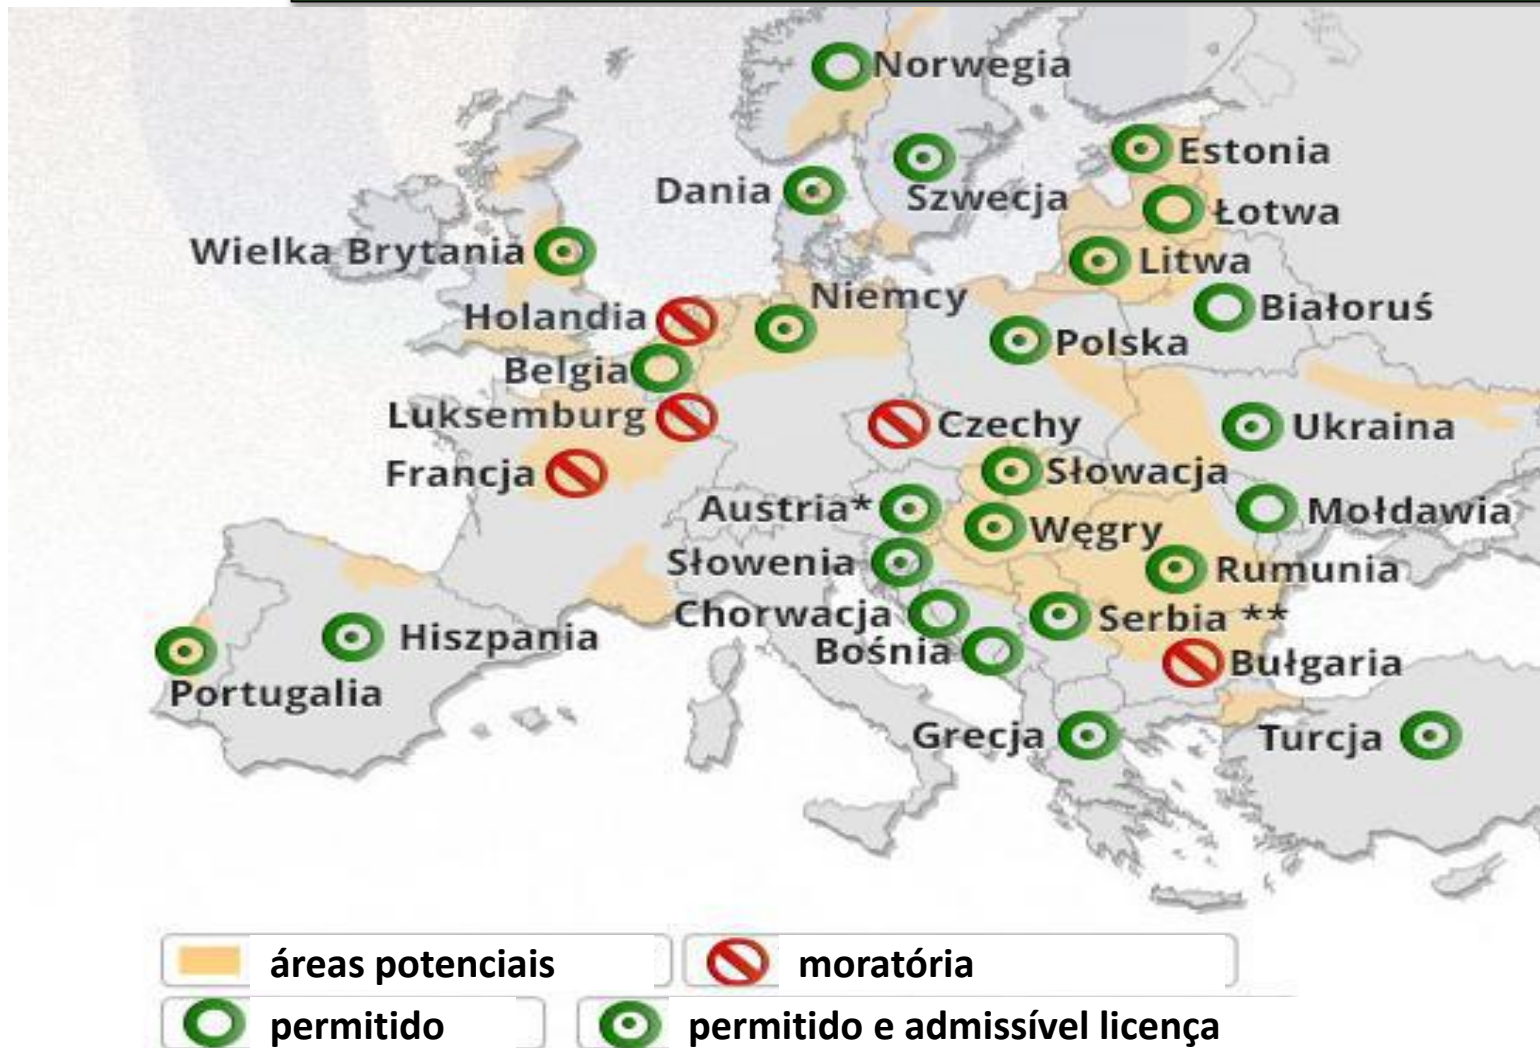 Norwegia
Estonia
Dania
Szwecja
Łotwa
Wielka Brytania
Litwa
Niemcy
Białoruś
Holandia
Polska
Belgia
Luksemburg
Czechy
Ukraina
Francja
Słowacja
Austria*
Mołdawia
Węgry
Słowenia
Rumunia
Chorwacja
Serbia **
Hiszpania
Bośnia
Bułgaria
Portugalia
Grecja
Turcja
áreas potenciais
moratória
permitido
permitido e admissível licença